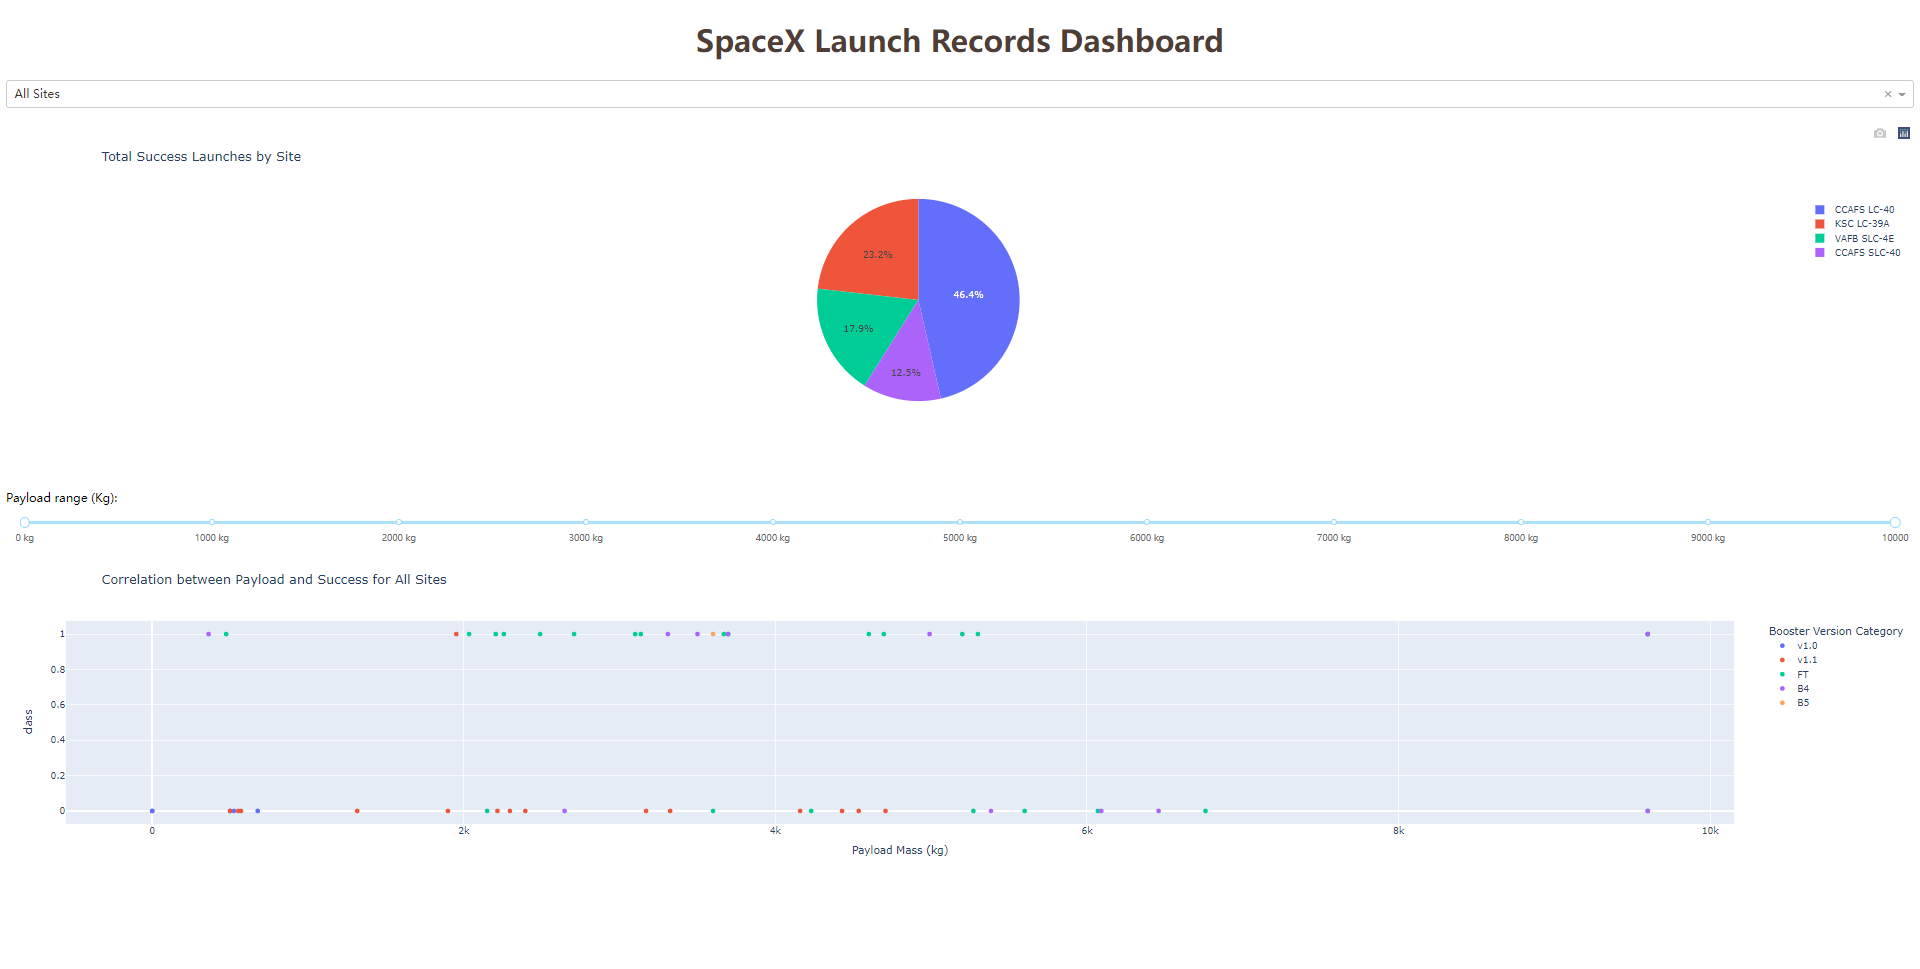 SpaceX Launch Records Dashboard
All Sites
Total Success Launches by Site
46.4%
23.2%
17.9%
12.5%
CCAFS LC-40
KSC LC-39A
VAFB SLC-4E
CCAFS SLC-40
Payload range (Kg):
0 kg 1000 kg 2000 kg 3000 kg 4000 kg 5000 kg 6000 kg 7000 kg 8000 kg 9000 kg 10000
Correlation between Payload and Success for All Sites
1
0.8
0.6
0.4
0.2
0
class
0 2k 4k 6k 8k 10k
Payload Mass (kg)
Booster Version Category
v1.0
v1.1
FT
B4
B5